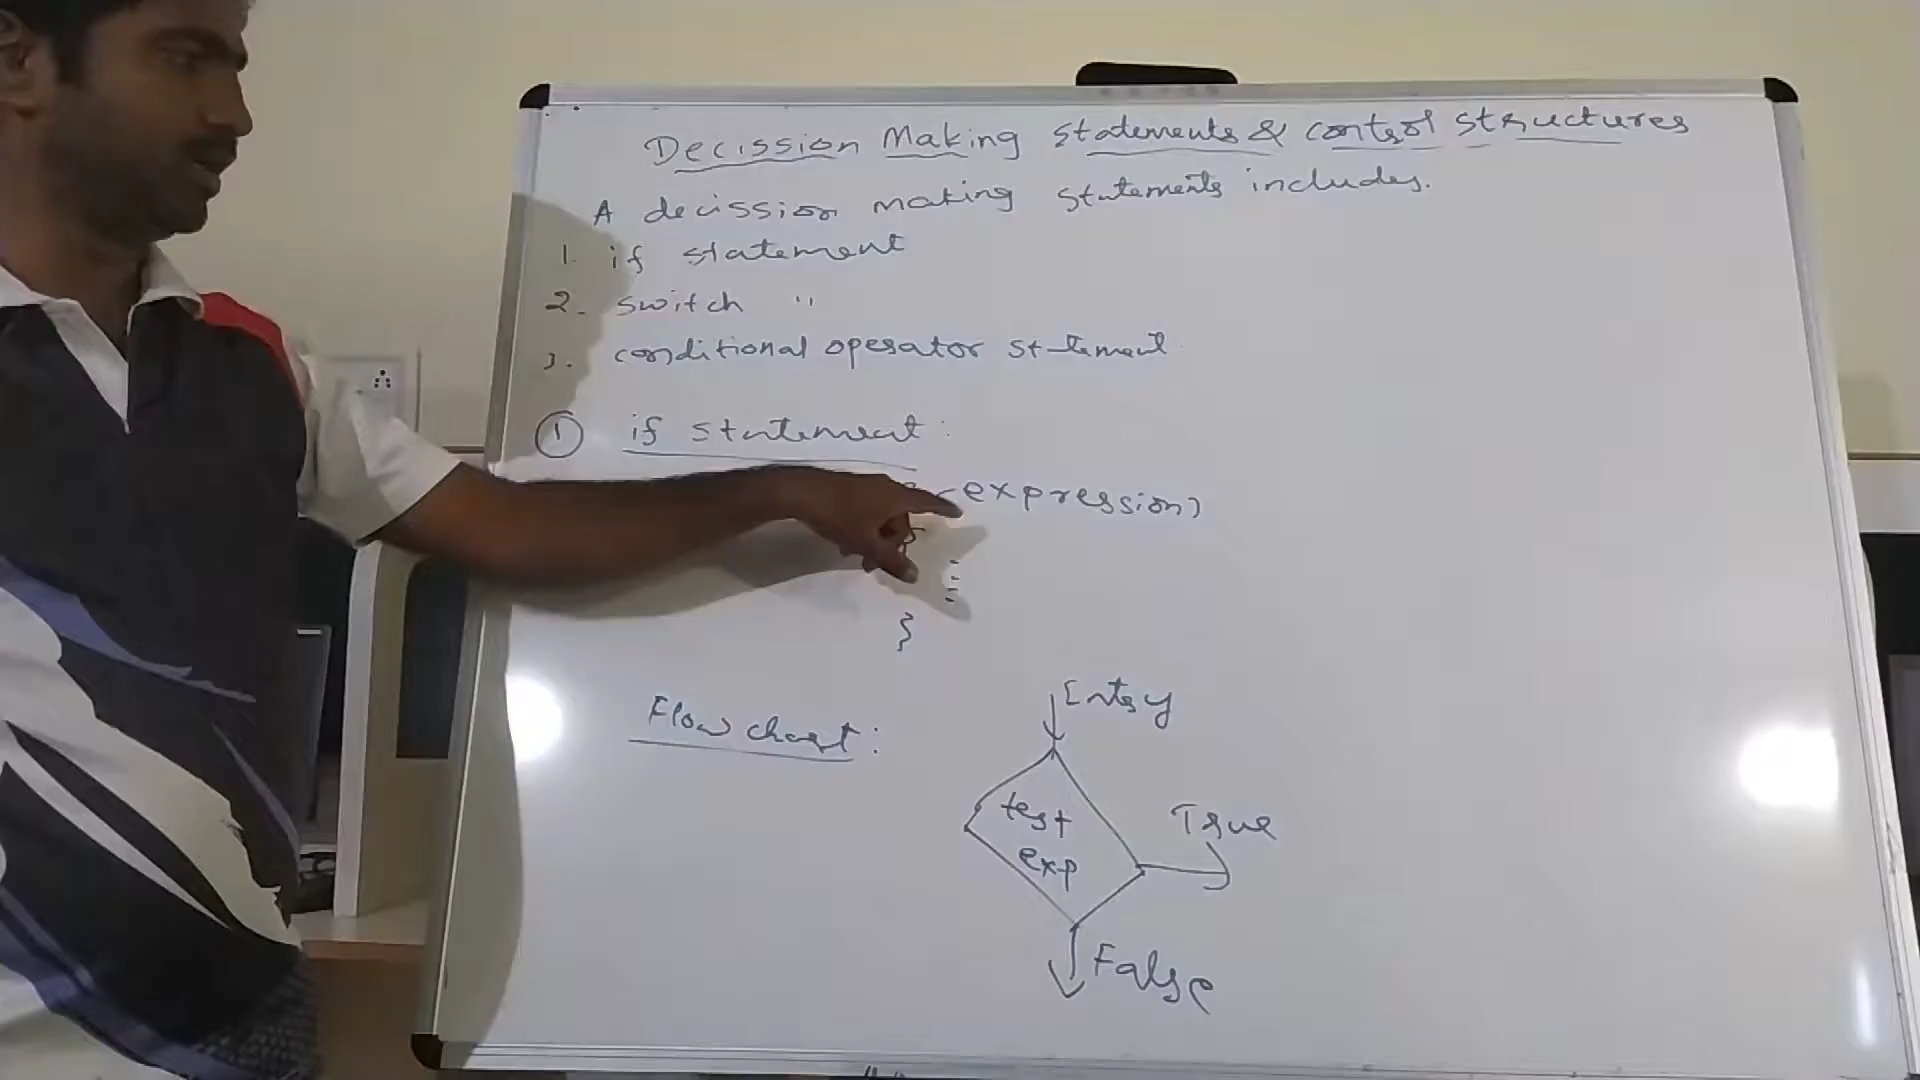 Decission Making Statements & control structures
A decission making statements includes.
1. if statement
2. switch "
3. conditional operator statement
① if statement:
(expression)
{
}
Flow chart:
Entry
test
exp
True
False